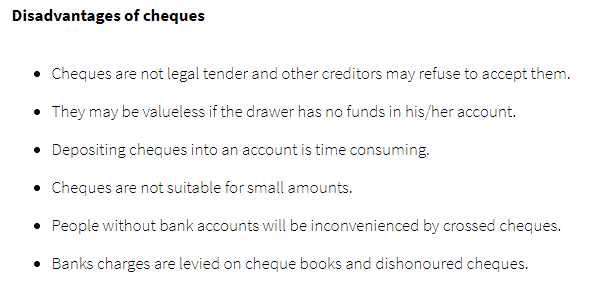 Disadvantages of cheques
• Cheques are not legal tender and other creditors may refuse to accept them.
• They may be valueless if the drawer has no funds in his/her account.
• Depositing cheques into an account is time consuming.
• Cheques are not suitable for small amounts.
• People without bank accounts will be inconvenienced by crossed cheques.
• Banks charges are levied on cheque books and dishonoured cheques.